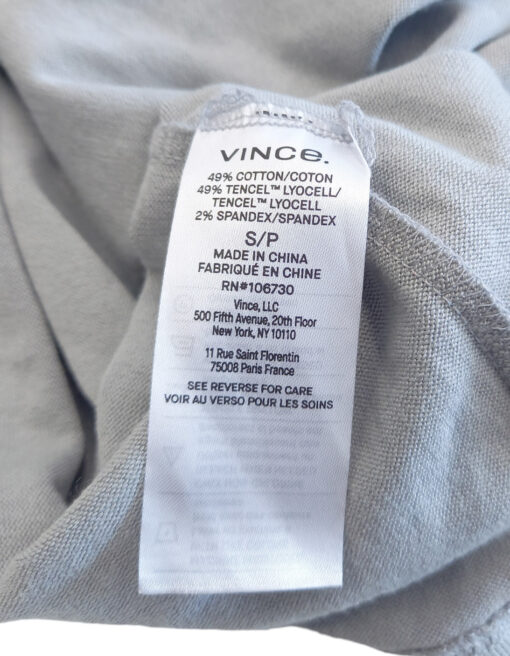 VINCe.
49% COTTON/COTON
49% TENCEL™ LYOCELL/
TENCEL™ LYOCELL
2% SPANDEX/SPANDEX
S/P
MADE IN CHINA
FABRIQUÉ EN CHINE
RN#106730
Vince, LLC
500 Fifth Avenue, 20th Floor
New York, NY 10110
11 Rue Saint Florentin
75008 Paris France
SEE REVERSE FOR CARE
VOIR AU VERSO POUR LES SOINS